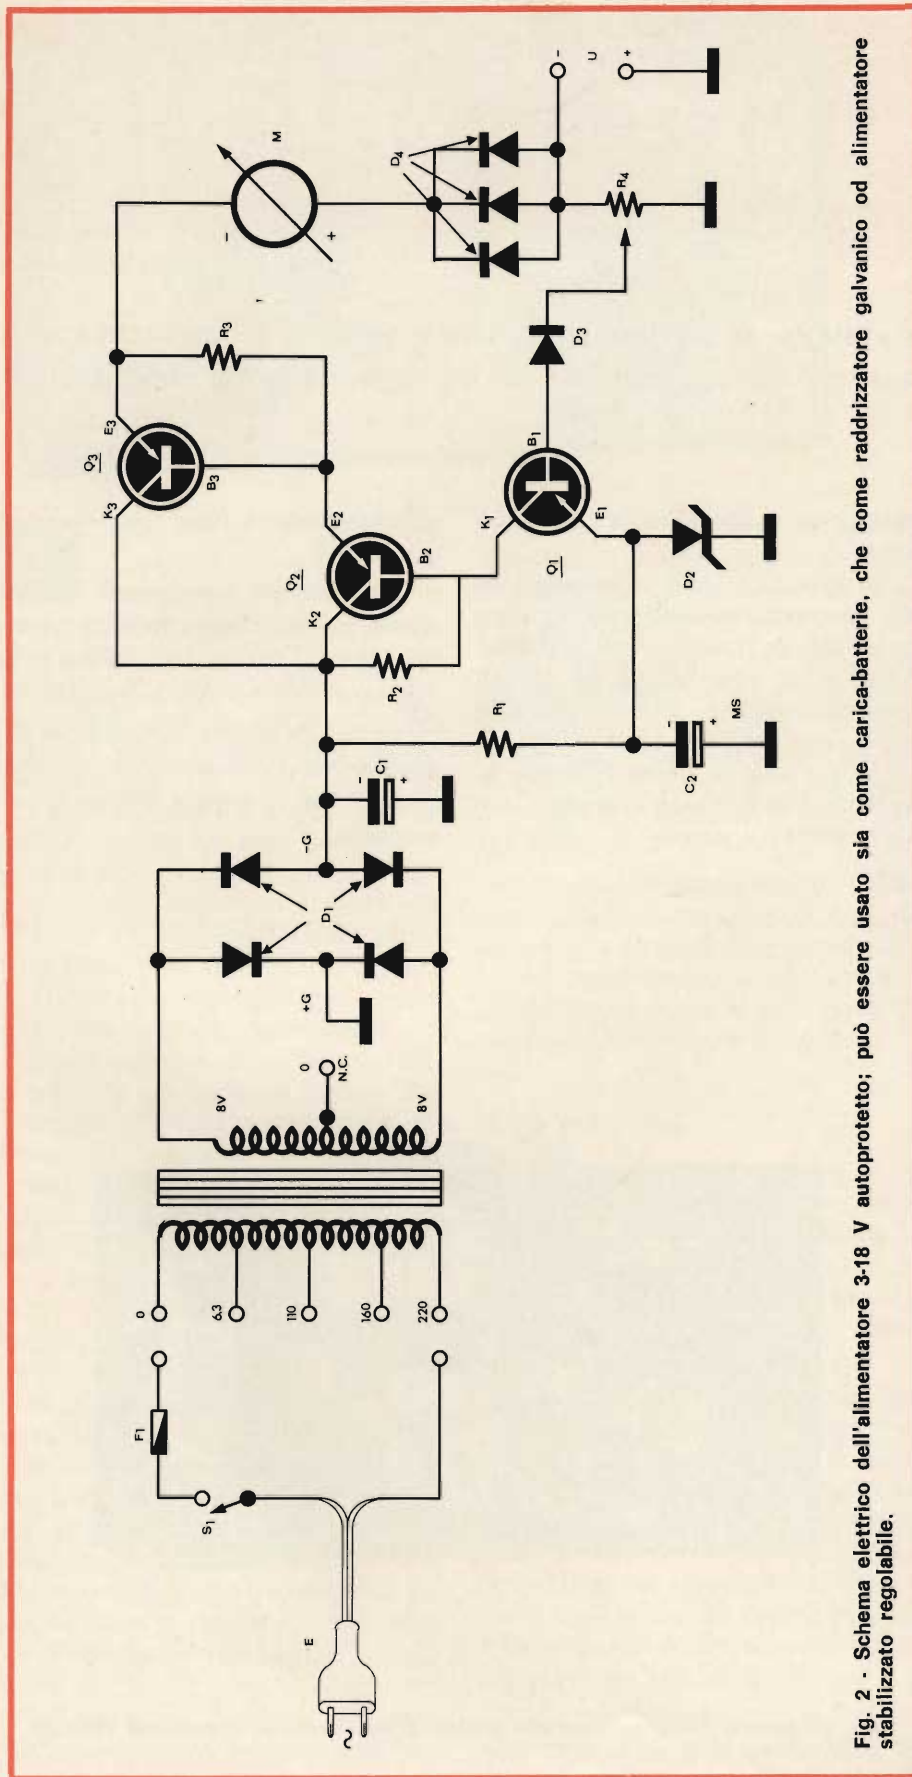 E
S1
F1
0
6.3
110
160
220
8V
8V
0
N.C.
+G
-G
D1
-
C1
+
R1
-
C2
+
MS
R2
K2
Q2
E2
B2
K3
Q3
E3
B3
R3
K1
Q1
B1
E1
D2
D3
-
M
+
D4
R4
-
U
+
Fig. 2 - Schema elettrico dell'alimentatore 3-18 V autoprotetto; può essere usato sia come carica-batterie, che come raddrizzatore galvanico od alimentatore
stabilizzato regolabile.